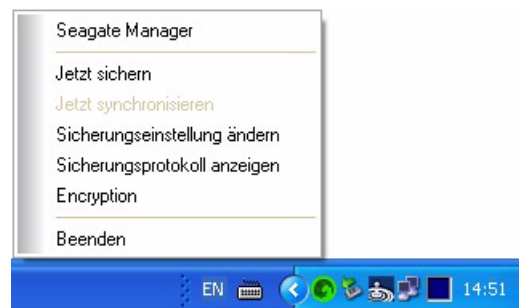 Seagate Manager
Jetzt sichern
Jetzt synchronisieren
Sicherungseinstellung ändern
Sicherungsprotokoll anzeigen
Encryption
Beenden
EN
14:51